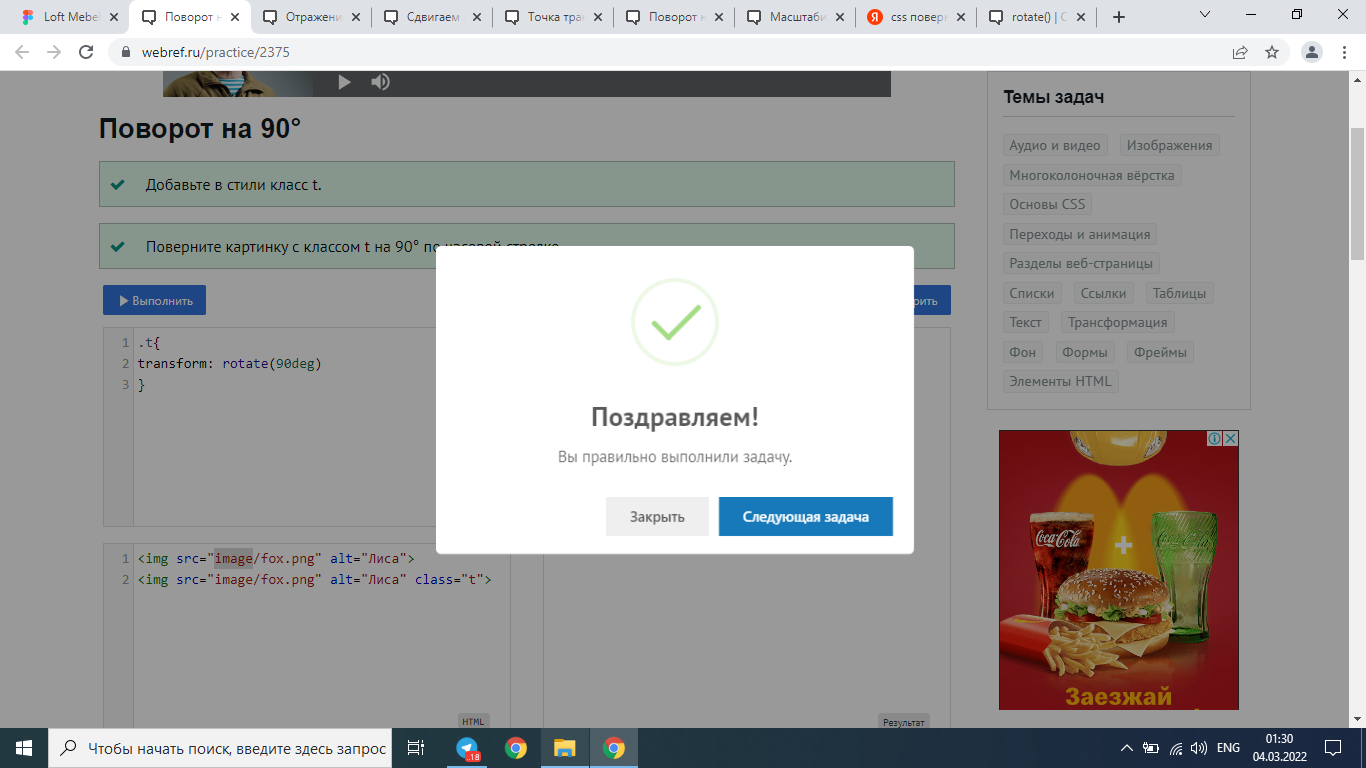 Loft Mebel
Поворот н
Отражени
Сдвигаем
Точка тра
Поворот н
Масштаби
css повер
rotate() | C
webref.ru/practice/2375
Поворот на 90°
Добавьте в стили класс t.
Поверните картинку с классом t на 90° по часовой стрелке
Выполнить
1 .t{
2 transform: rotate(90deg)
3 }
Поздравляем!
Вы правильно выполнили задачу.
Закрыть
Следующая задача
1 <img src="image/fox.png" alt="Лиса">
2 <img src="image/fox.png" alt="Лиса" class="t">
HTML
Результат
Темы задач
Аудио и видео
Изображения
Многоколоночная вёрстка
Основы CSS
Переходы и анимация
Разделы веб-страницы
Списки
Ссылки
Таблицы
Текст
Трансформация
Фон
Формы
Фреймы
Элементы HTML
Coca-Cola
+
Coca-Cola
Заезжай
Чтобы начать поиск, введите здесь запрос
18
ENG
01:30
04.03.2022